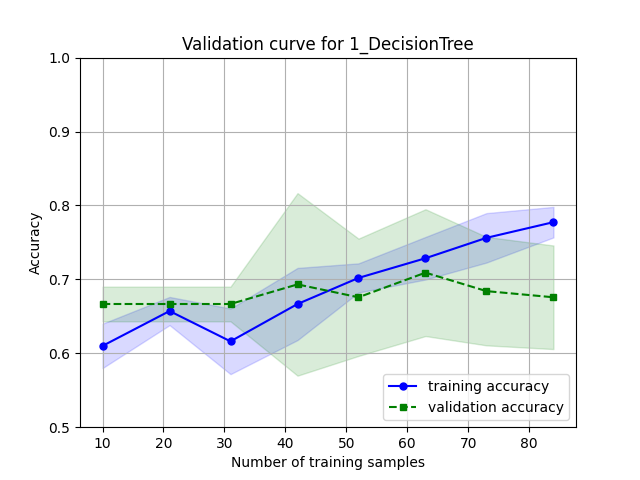 Validation curve for 1_DecisionTree
1.0
0.9
0.8
0.7
0.6
0.5
Accuracy
training accuracy
validation accuracy
10 20 30 40 50 60 70 80
Number of training samples